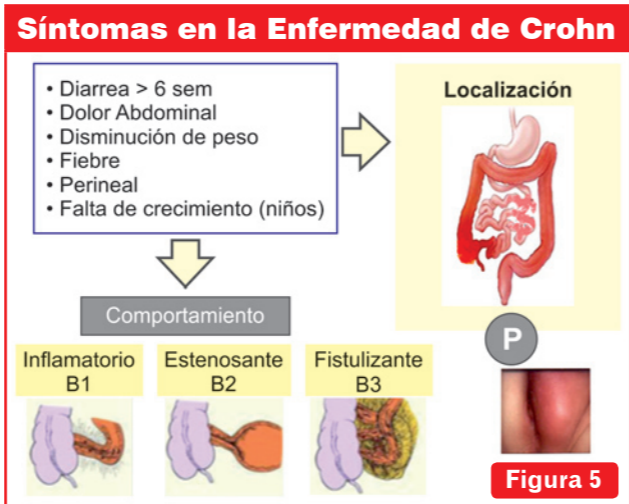 Síntomas en la Enfermedad de Crohn
• Diarrea > 6 sem
• Dolor Abdominal
• Disminución de peso
• Fiebre
• Perineal
• Falta de crecimiento (niños)
Localización
Comportamiento
P
Inflamatorio
B1
Estenosante
B2
Fistulizante
B3
Figura 5